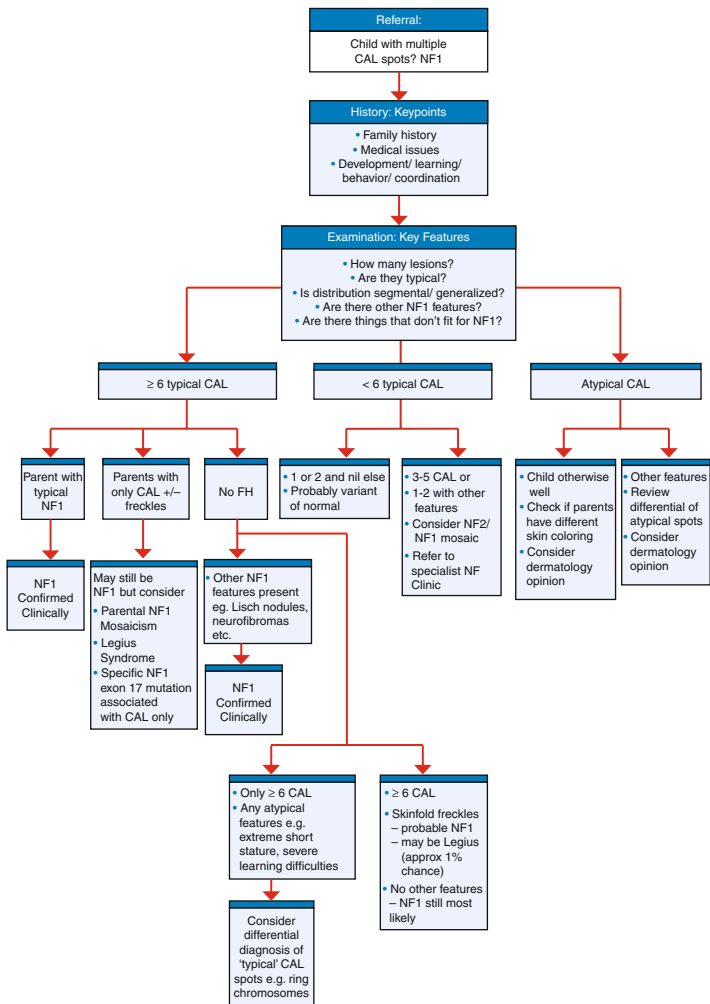 Referral:
Child with multiple
CAL spots? NF1
History: Keypoints
• Family history
• Medical issues
• Development/ learning/
behavior/ coordination
Examination: Key Features
• How many lesions?
• Are they typical?
• Is distribution segmental/ generalized?
• Are there other NF1 features?
• Are there things that don't fit for NF1?
≥ 6 typical CAL
< 6 typical CAL
Atypical CAL
Parent with
typical
NF1
Parents with
only CAL +/–
freckles
No FH
• 1 or 2 and nil else
• Probably variant
of normal
• 3-5 CAL or
• 1-2 with other
features
• Consider NF2/
NF1 mosaic
• Refer to
specialist NF
Clinic
• Child otherwise
well
• Check if parents
have different
skin coloring
• Consider
dermatology
opinion
• Other features
• Review
differential of
atypical spots
• Consider
dermatology
opinion
NF1
Confirmed
Clinically
May still be
NF1 but consider
• Parental NF1
Mosaicism
• Legius
Syndrome
• Specific NF1
exon 17 mutation
associated
with CAL only
• Other NF1
features present
eg. Lisch nodules,
neurofibromas
etc.
NF1
Confirmed
Clinically
• Only ≥ 6 CAL
• Any atypical
features e.g.
extreme short
stature, severe
learning difficulties
• ≥ 6 CAL
• Skinfold freckles
– probable NF1
– may be Legius
(approx 1%
chance)
• No other features
– NF1 still most
likely
Consider
differential
diagnosis of
'typical' CAL
spots e.g. ring
chromosomes